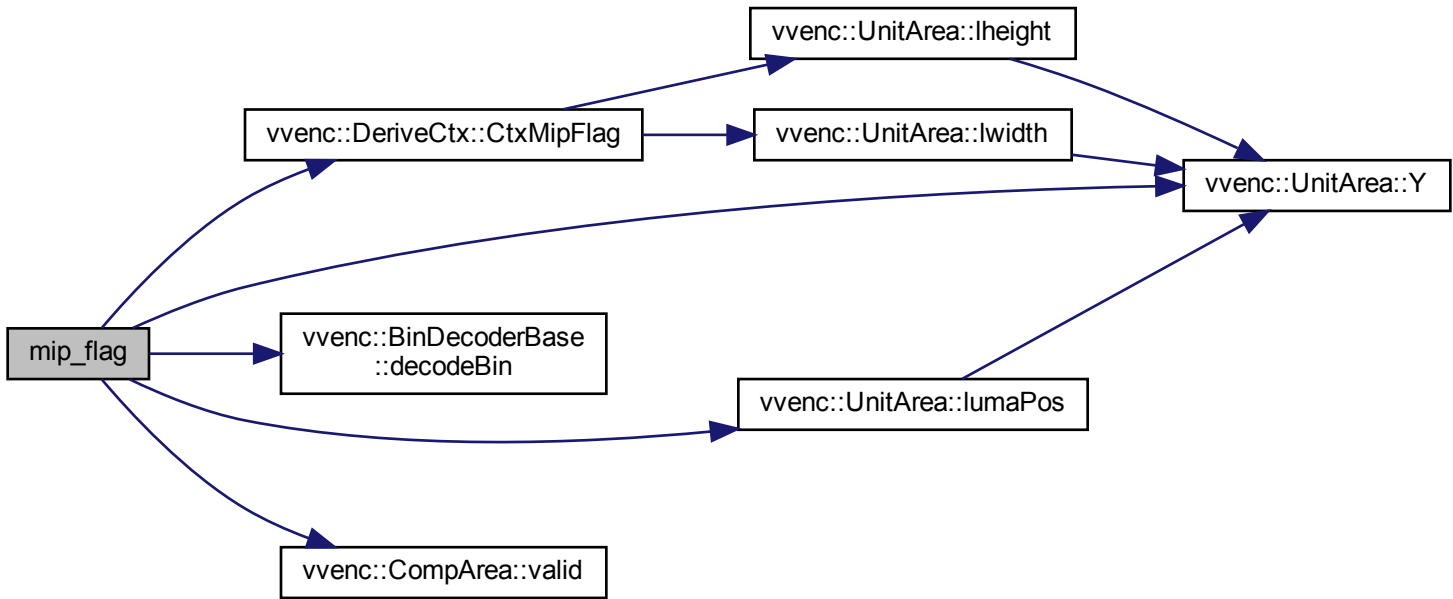 vvenc::UnitArea::lheight
vvenc::DeriveCtx::CtxMipFlag
vvenc::UnitArea::lwidth
vvenc::UnitArea::Y
mip_flag
vvenc::BinDecoderBase
::decodeBin
vvenc::UnitArea::lumaPos
vvenc::CompArea::valid